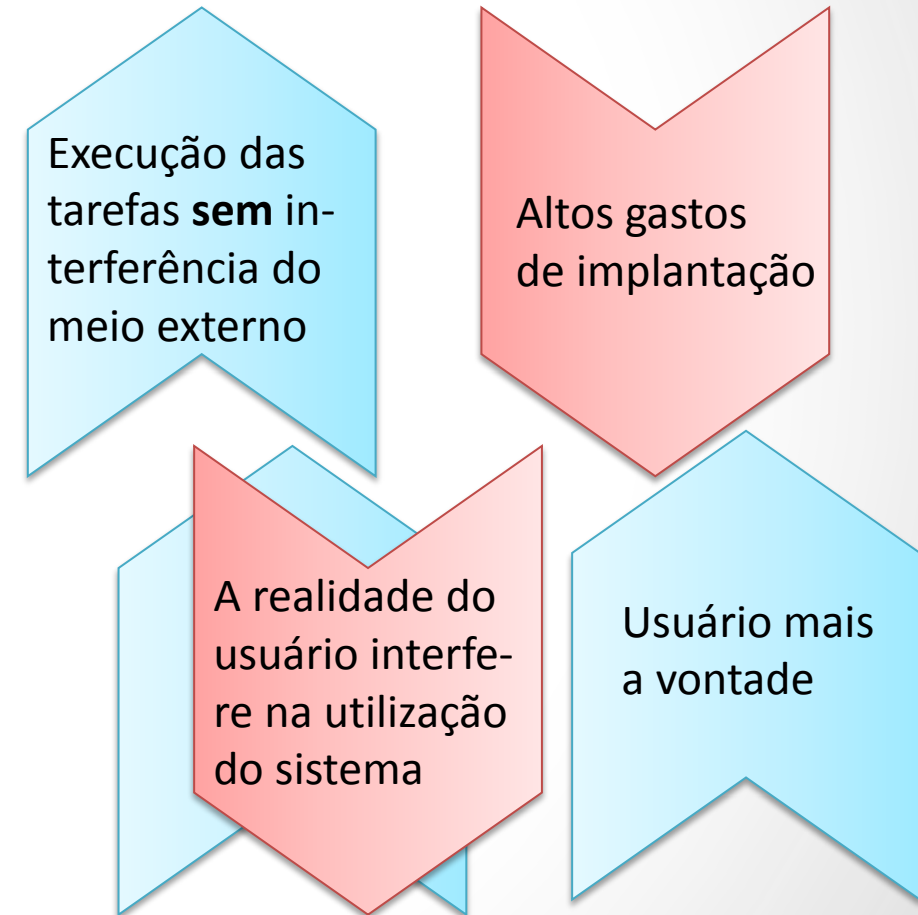 Execução das
tarefas sem in-
terferência do
meio externo
Altos gastos
de implantação
A realidade do
usuário interfe-
re na utilização
do sistema
Usuário mais
a vontade